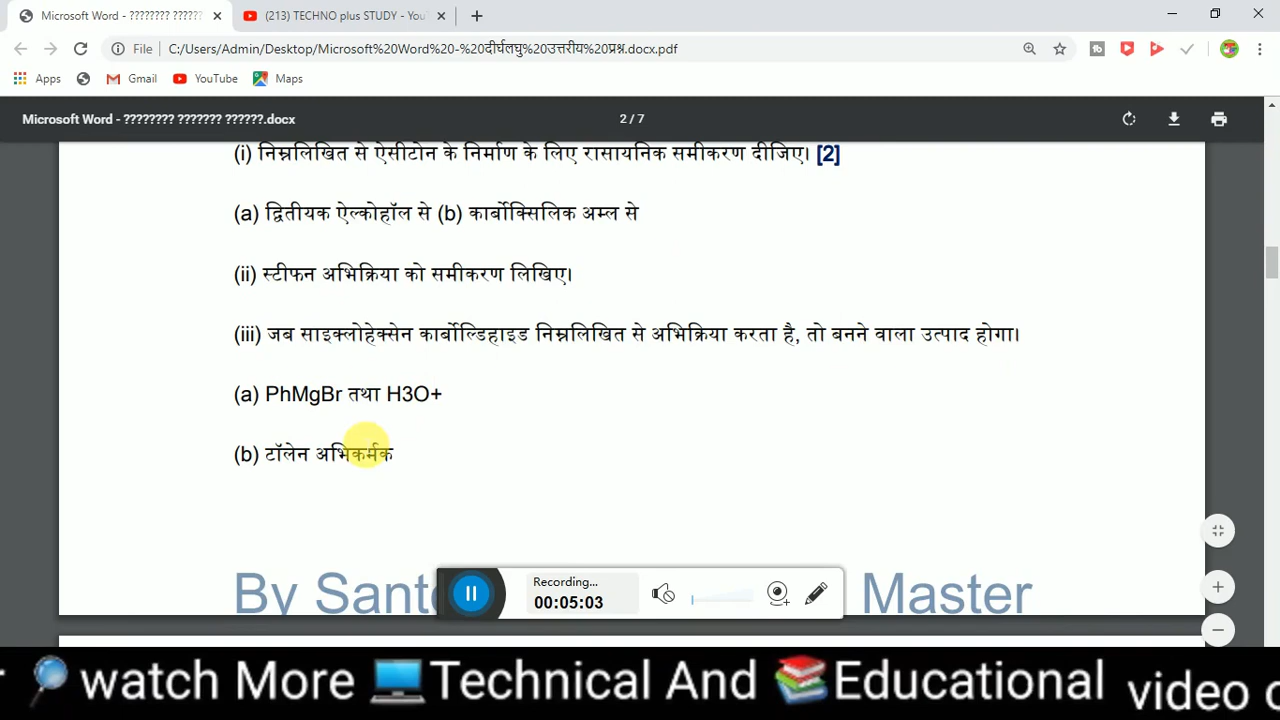 Microsoft Word - ???????? ??????
(213) TECHNO plus STUDY - You
File C:/Users/Admin/Desktop/Microsoft%20Word%20-%20दीर्घलघु%20उत्तरीय%20प्रश्न.docx.pdf
Apps Gmail YouTube Maps
Microsoft Word - ???????? ??????? ??????.docx 2 / 7
(i) निम्नलिखित से ऐसीटोन के निर्माण के लिए रासायनिक समीकरण दीजिए। [2]
(a) द्वितीयक ऐल्कोहॉल से (b) कार्बोक्सिलिक अम्ल से
(ii) स्टीफन अभिक्रिया को समीकरण लिखिए।
(iii) जब साइक्लोहेक्सेन कार्बोल्डिहाइड निम्नलिखित से अभिक्रिया करता है, तो बनने वाला उत्पाद होगा।
(a) PhMgBr तथा H3O+
(b) टॉलेन अभिकर्मक
By Master
Recording...
00:05:03
watch More Technical And Educational video